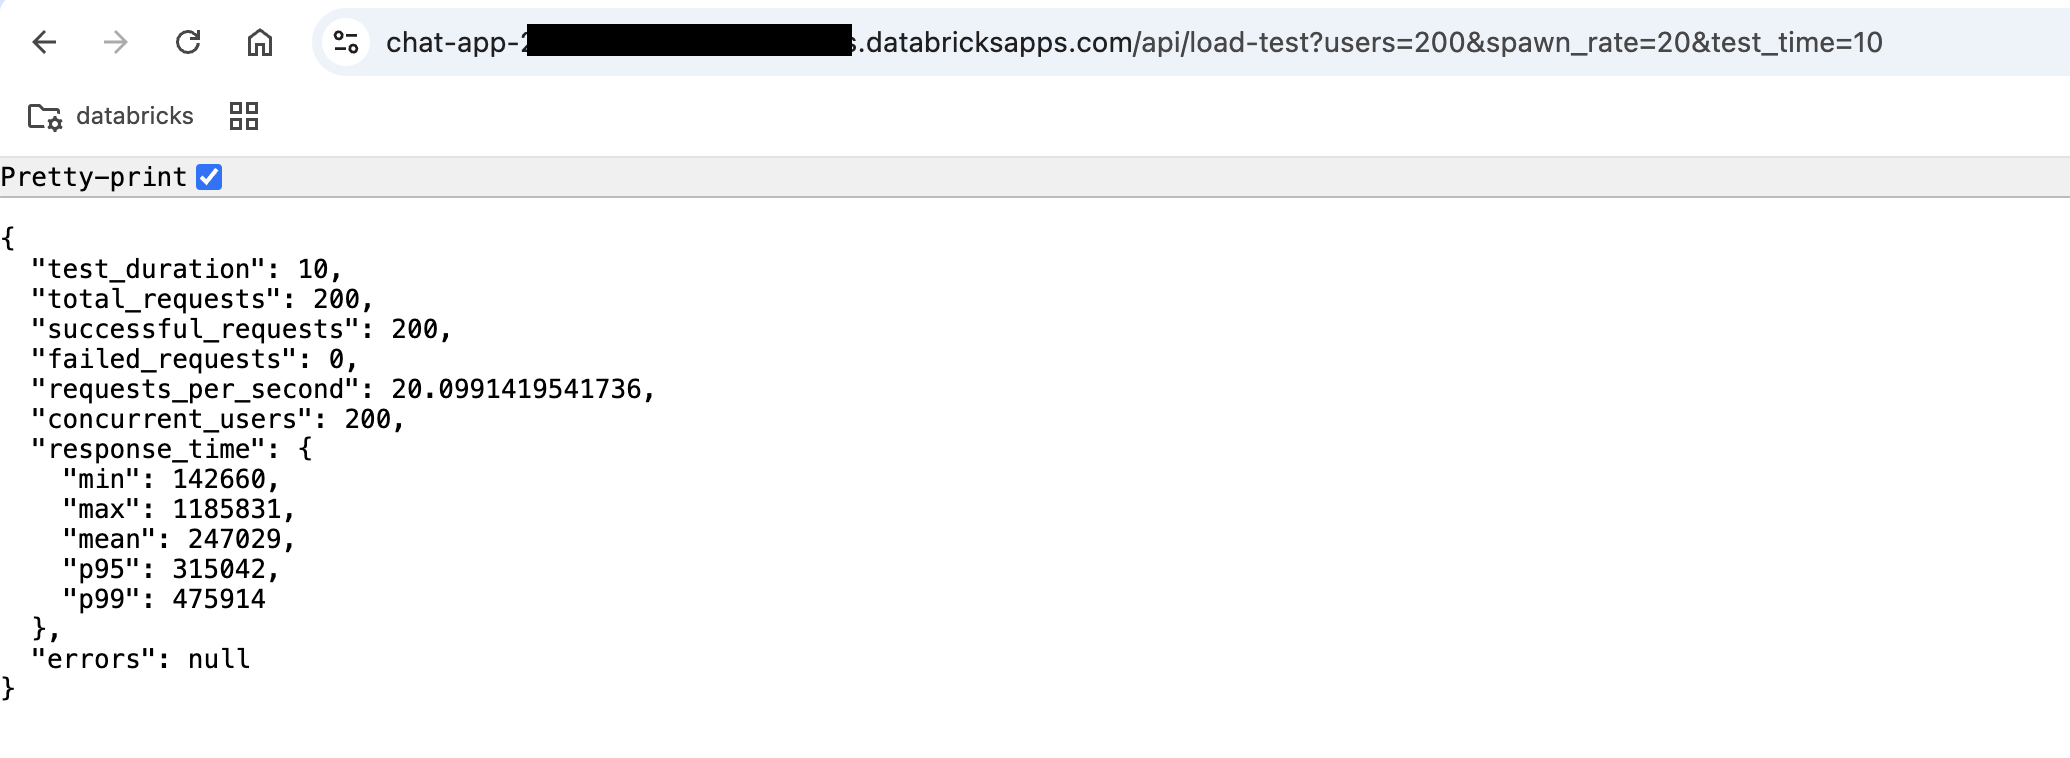 chat-app-2 s.databricksapps.com/api/load-test?users=200&spawn_rate=20&test_time=10
databricks
Pretty-print
{
  "test_duration": 10,
  "total_requests": 200,
  "successful_requests": 200,
  "failed_requests": 0,
  "requests_per_second": 20.0991419541736,
  "concurrent_users": 200,
  "response_time": {
    "min": 142660,
    "max": 1185831,
    "mean": 247029,
    "p95": 315042,
    "p99": 475914
  },
  "errors": null
}